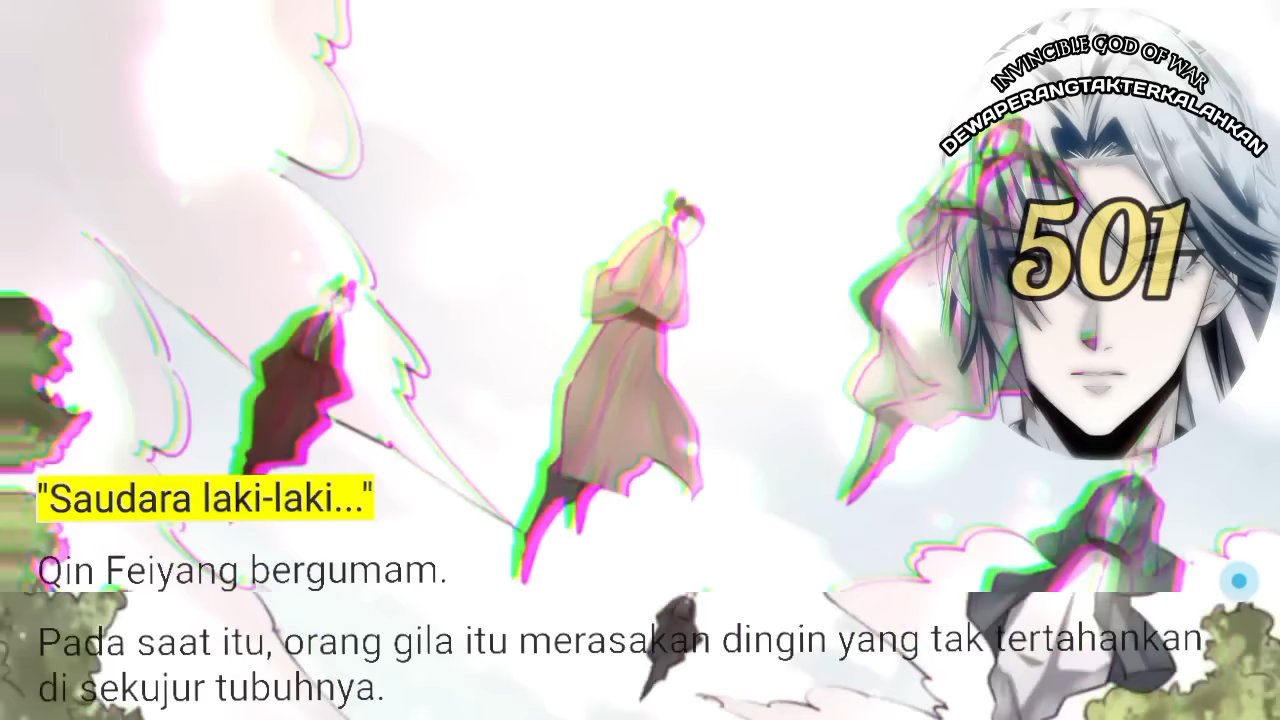 INVINCIBLE GOD OF WAR
DEWAPERANGTAKTERKALAHKAN
501
"Saudara laki-laki..."
Qin Feiyang bergumam.
Pada saat itu, orang gila itu merasakan dingin yang tak tertahankan
di sekujur tubuhnya.